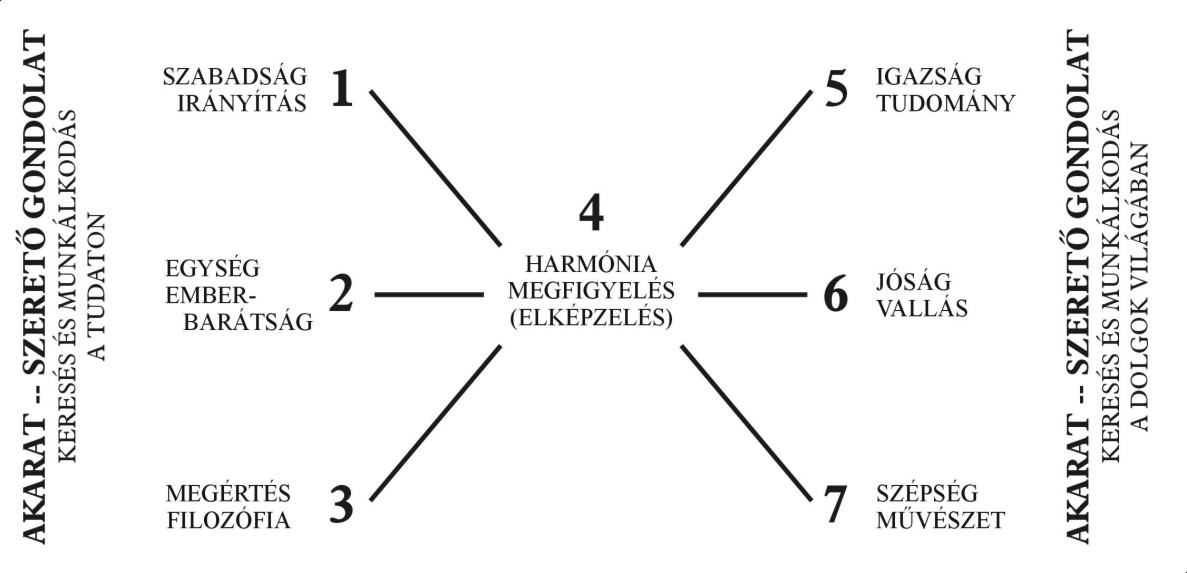 AKARAT -- SZERETŐ GONDOLAT
KERESÉS ÉS MUNKÁLKODÁS
A TUDATON
SZABADSÁG
IRÁNYÍTÁS
1
EGYSÉG
EMBER-
BARÁTSÁG
2
MEGÉRTÉS
FILOZÓFIA
3
4
HARMÓNIA
MEGFIGYELÉS
(ELKÉPZELÉS)
5
IGAZSÁG
TUDOMÁNY
6
JÓSÁG
VALLÁS
7
SZÉPSÉG
MŰVÉSZET
AKARAT -- SZERETŐ GONDOLAT
KERESÉS ÉS MUNKÁLKODÁS
A DOLGOK VILÁGÁBAN